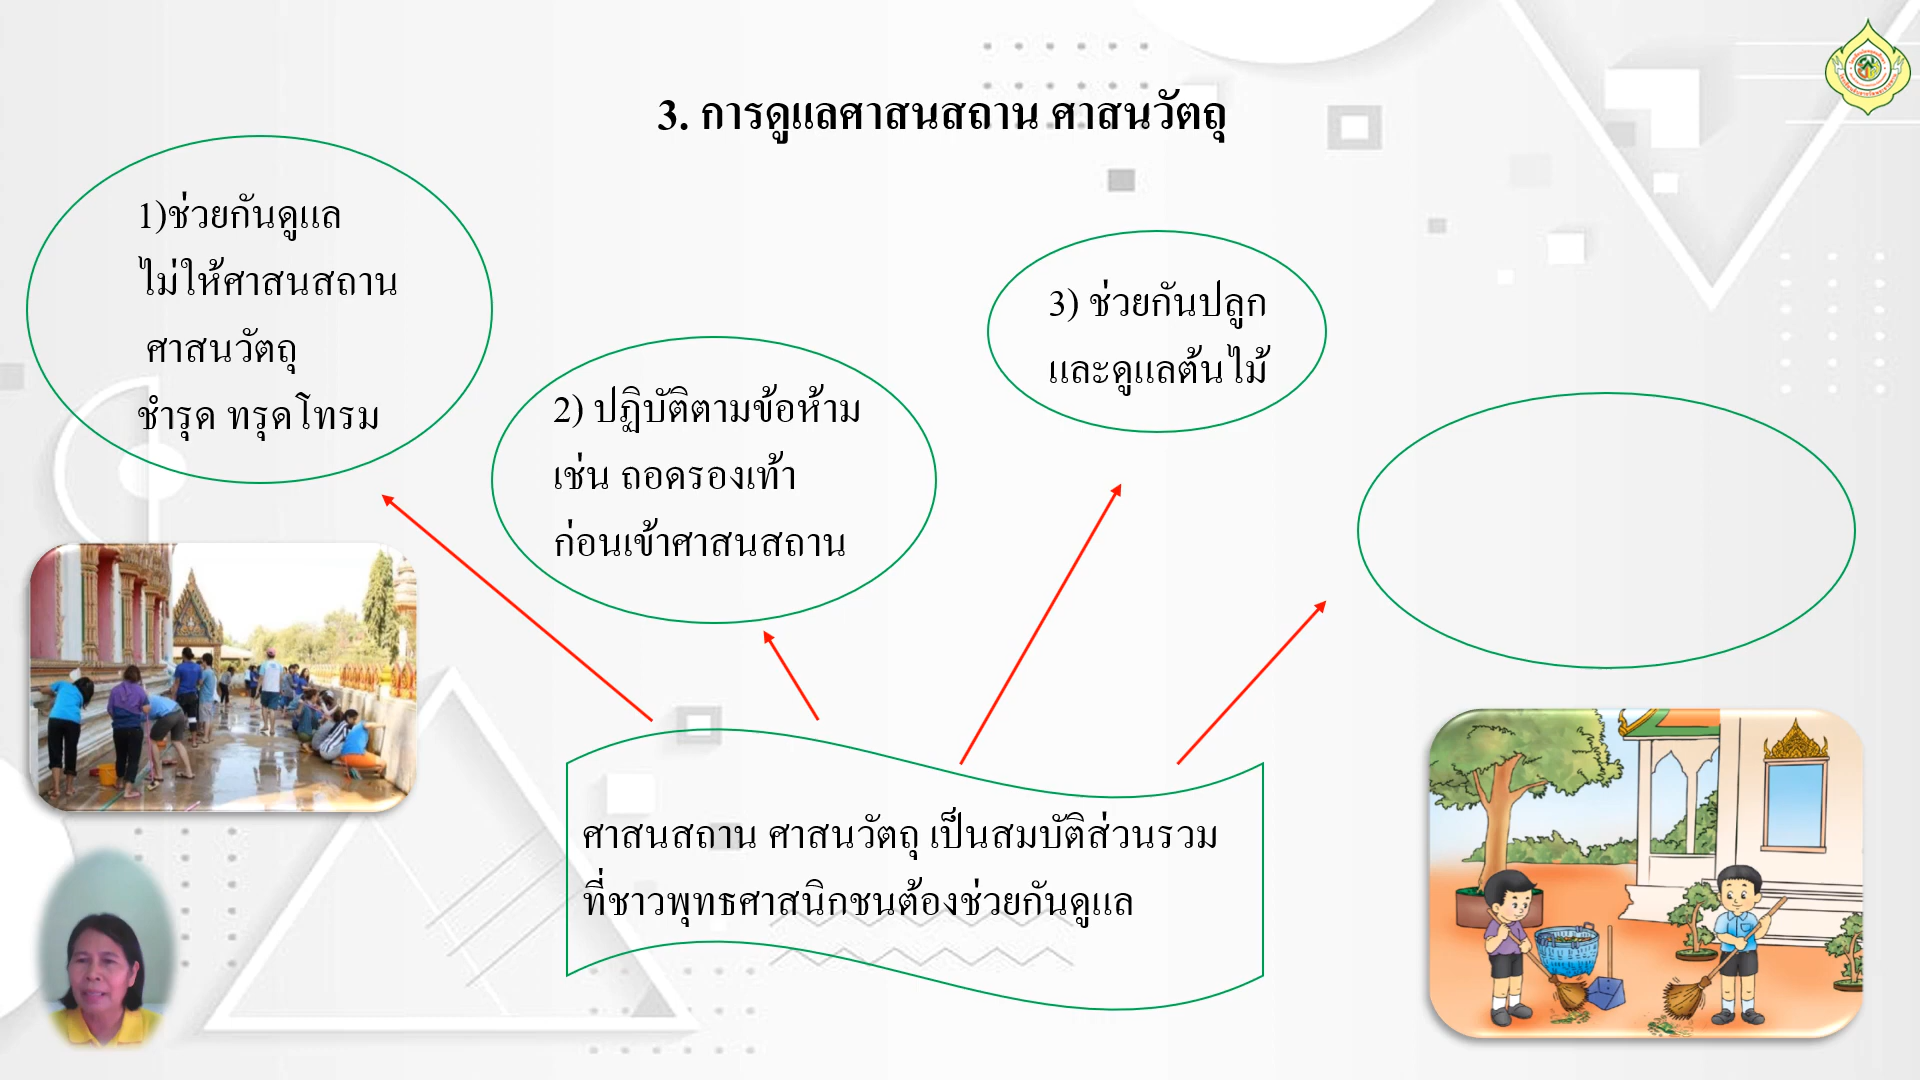 3. การดูแลศาสนสถาน ศาสนวัตถุ
1)ช่วยกันดูแล
ไม่ให้ศาสนสถาน
ศาสนวัตถุ
ชำรุด ทรุดโทรม
2) ปฏิบัติตามข้อห้าม
เช่น ถอดรองเท้า
ก่อนเข้าศาสนสถาน
3) ช่วยกันปลูก
และดูแลต้นไม้
ศาสนสถาน ศาสนวัตถุ เป็นสมบัติส่วนรวม
ที่ชาวพุทธศาสนิกชนต้องช่วยกันดูแล